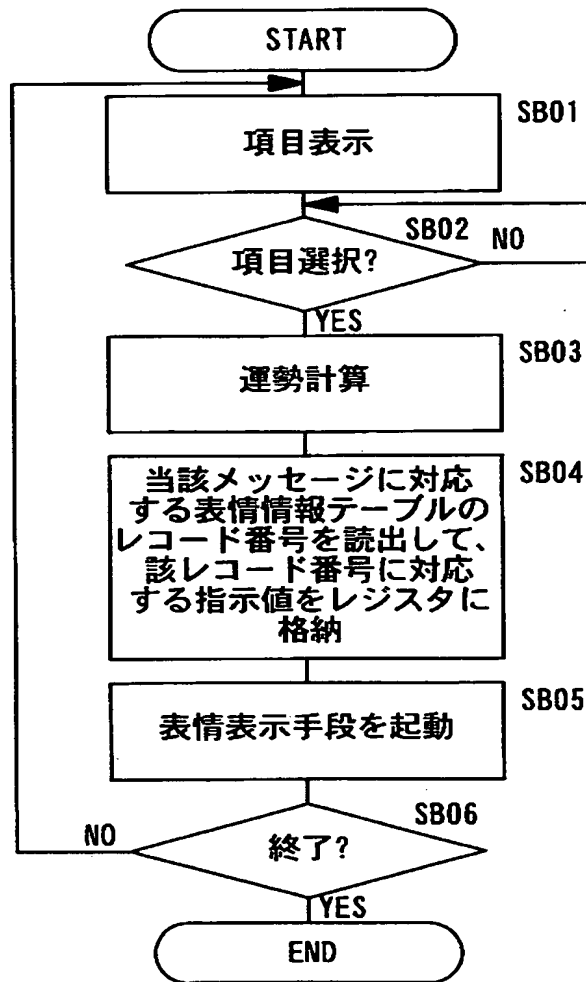 START
SB01
項目表示
SB02
項目選択?
NO
YES
SB03
運勢計算
SB04
当該メッセージに対応
する表情情報テーブルの
レコード番号を読出して、
該レコード番号に対応
する指示値をレジスタに
格納
SB05
表情表示手段を起動
SB06
終了?
NO
YES
END